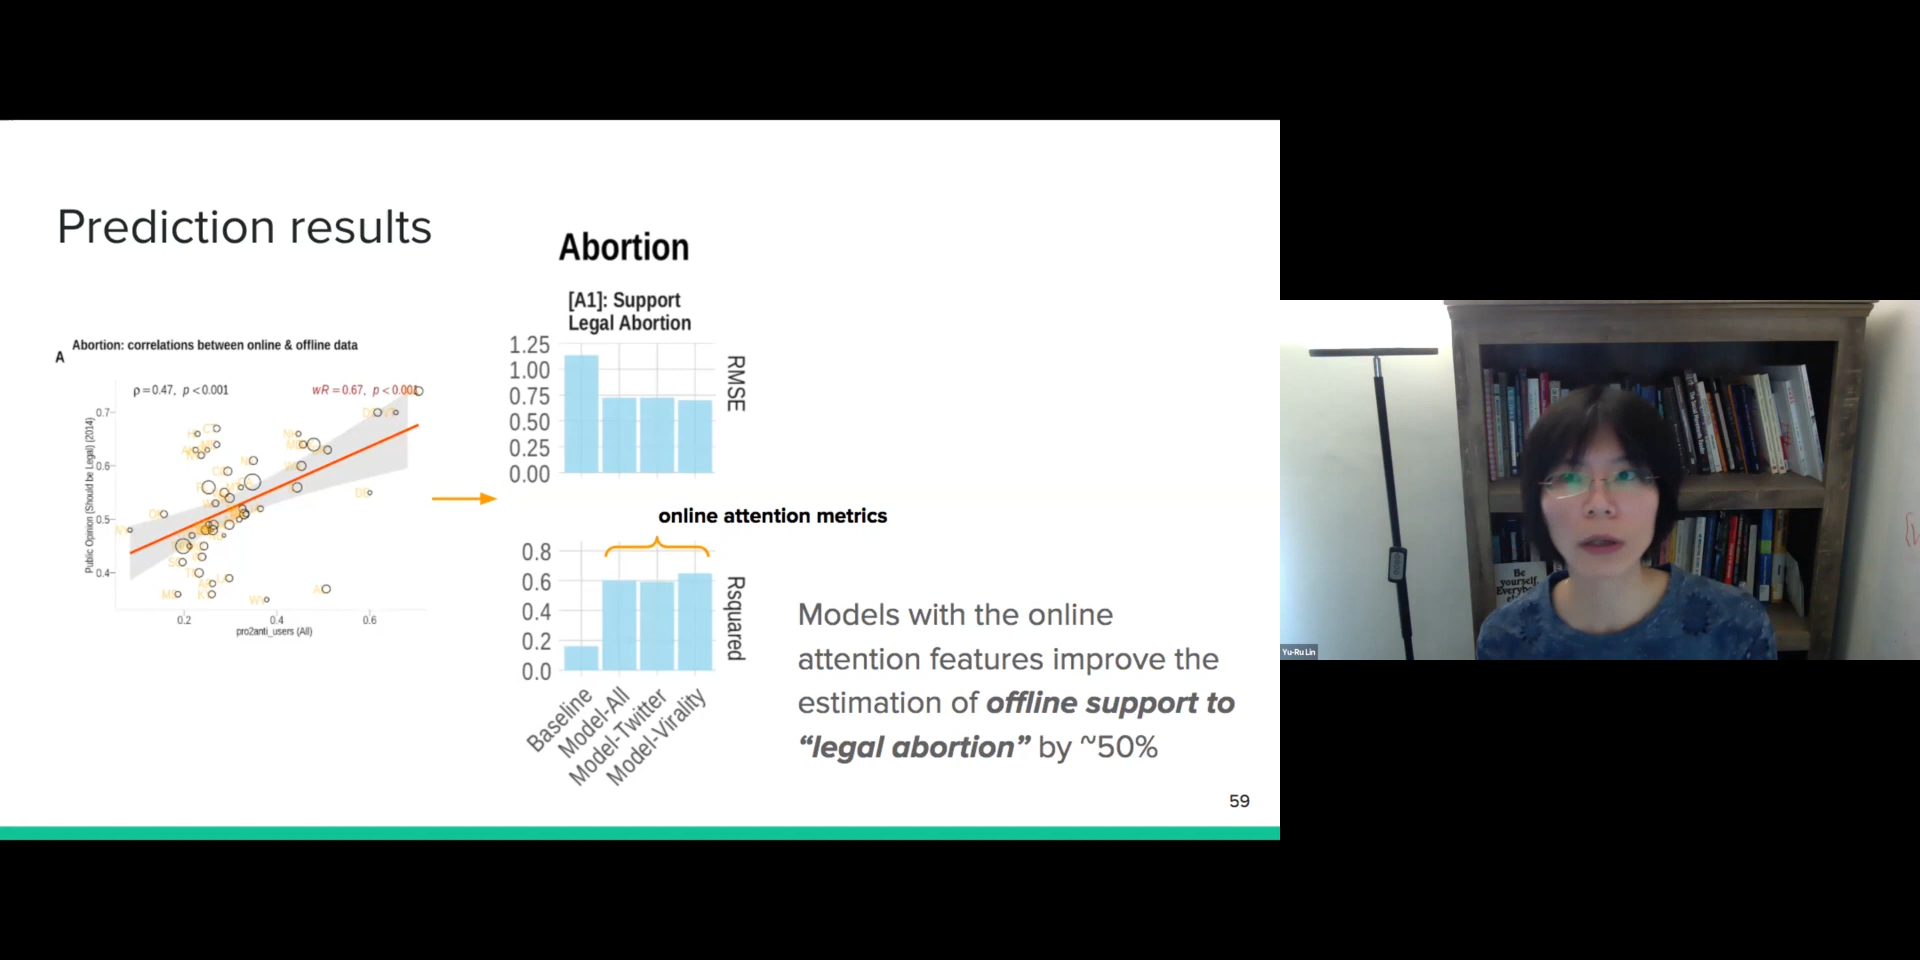 Prediction results
Abortion: correlations between online & offline data
A
ρ=0.47, p<0.001
wR=0.67, p<0.001
0.7
0.6
0.5
0.4
Public Opinion (Should be Legal) (2014)
0.2
0.4
0.6
pro2anti_users (All)
Abortion
[A1]: Support
Legal Abortion
1.25
1.00
0.75
0.50
0.25
0.00
RMSE
online attention metrics
0.8
0.6
0.4
0.2
0.0
Rsquared
Baseline
Model-All
Model-Twitter
Model-Virality
Models with the online
attention features improve the
estimation of offline support to
“legal abortion” by ~50%
59
Be
yourself.
Yu-Ru Lin